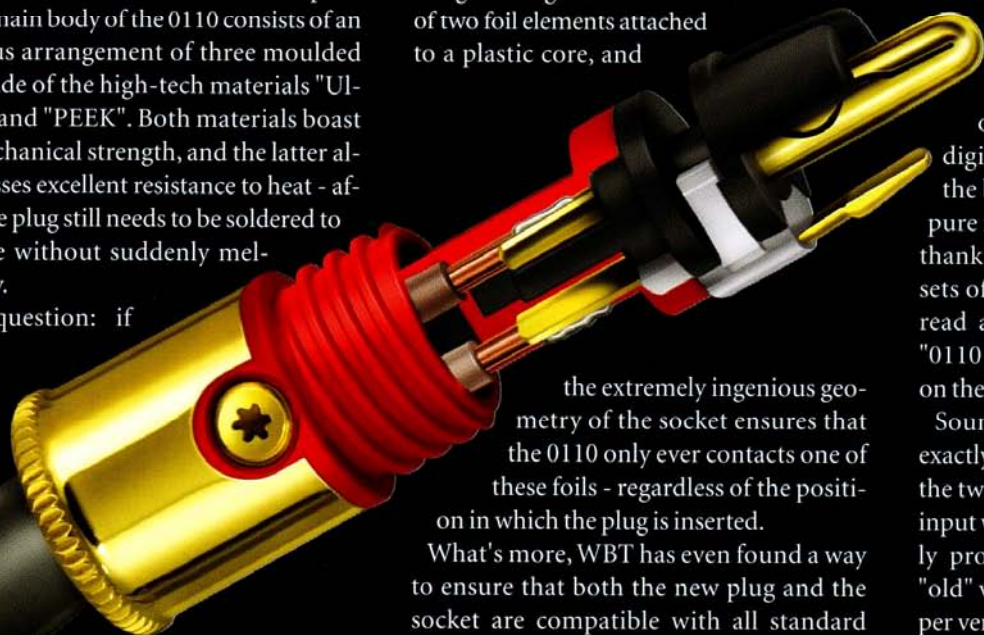 main body of the 0110 consists of an
us arrangement of three moulded
de of the high-tech materials "Ul-
and "PEEK". Both materials boast
chanical strength, and the latter al-
sses excellent resistance to heat - af-
e plug still needs to be soldered to
e without suddenly mel-
question: if
of two foil elements attached
to a plastic core, and
the extremely ingenious geo-
metry of the socket ensures that
the 0110 only ever contacts one of
these foils - regardless of the positi-
on in which the plug is inserted.
What's more, WBT has even found a way
to ensure that both the new plug and the
socket are compatible with all standard
digi
the
pure
thank
sets of
read a
"0110
on the
Soun
exactly
the tw
input
ly pro
"old"
per ver